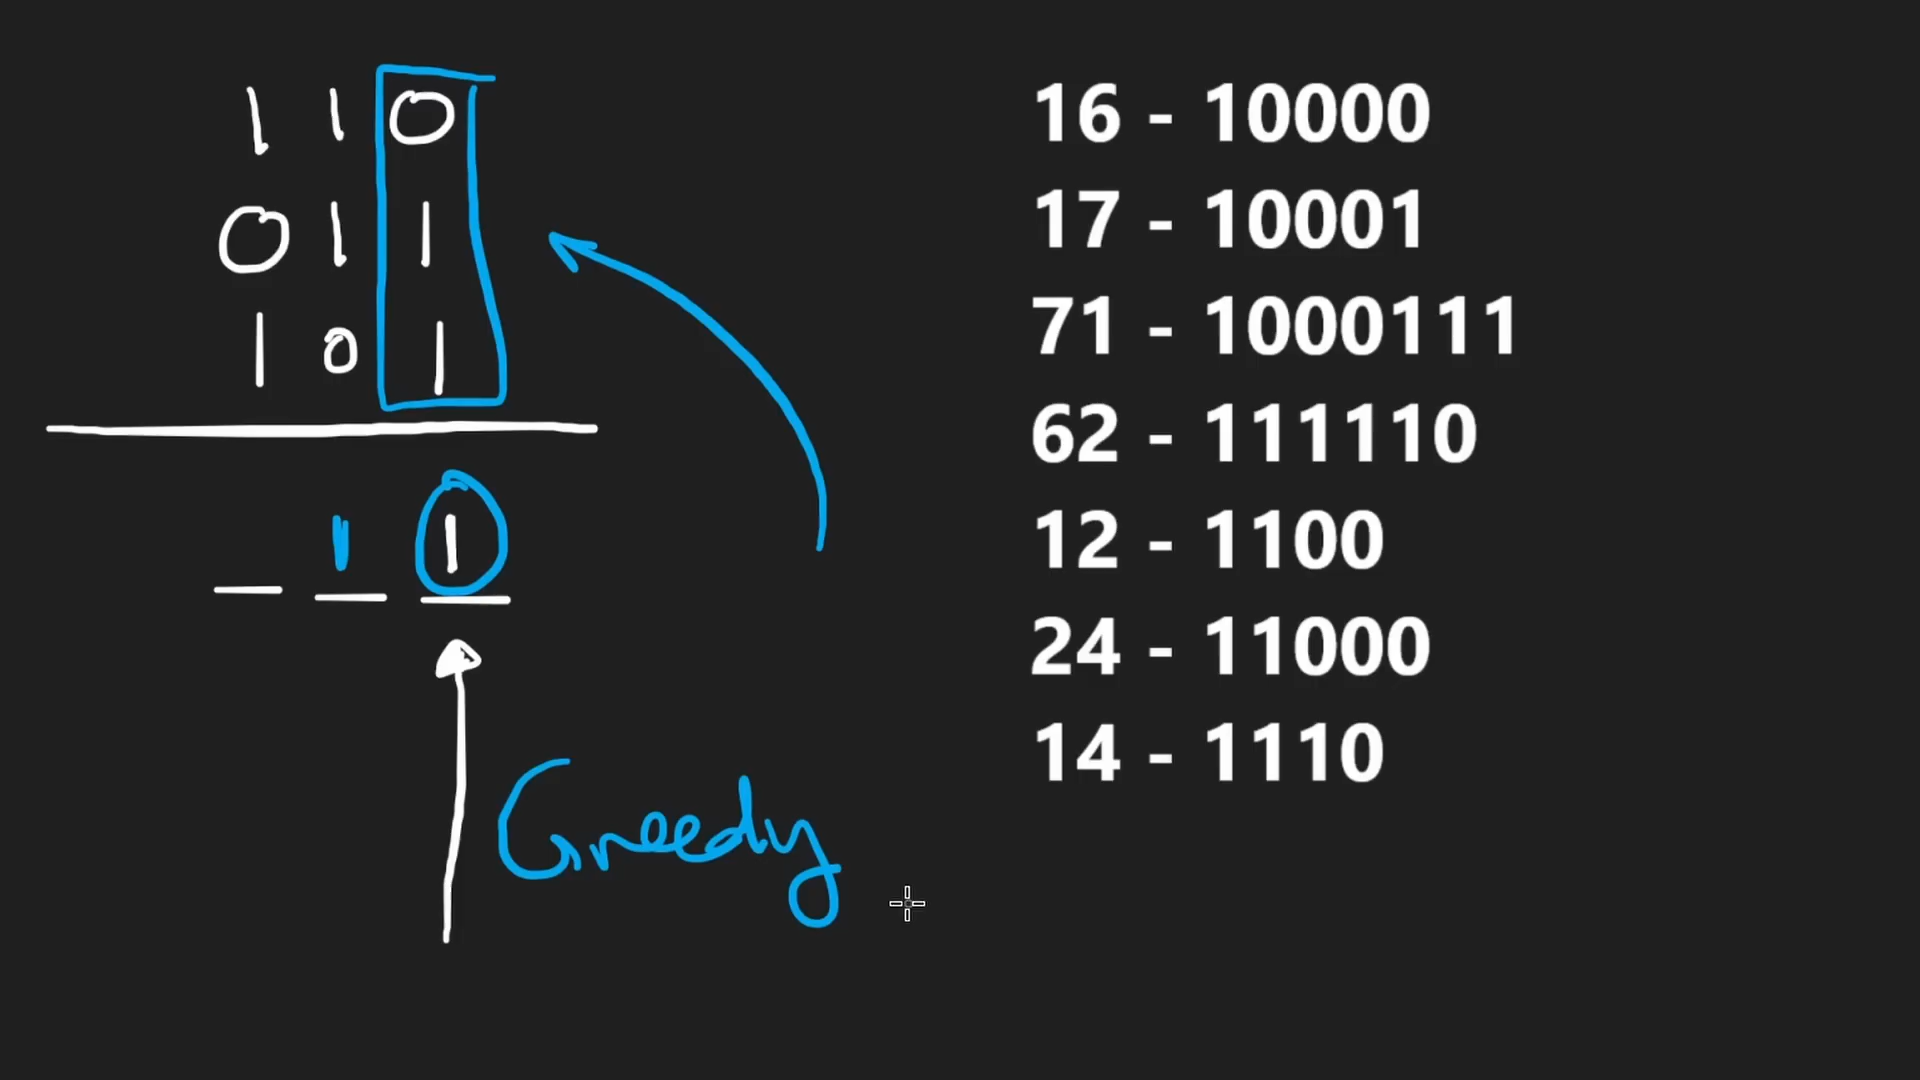 1 1 0
0 1 1
1 0 1
_ 1 1
Greedy
16 - 10000
17 - 10001
71 - 1000111
62 - 111110
12 - 1100
24 - 11000
14 - 1110